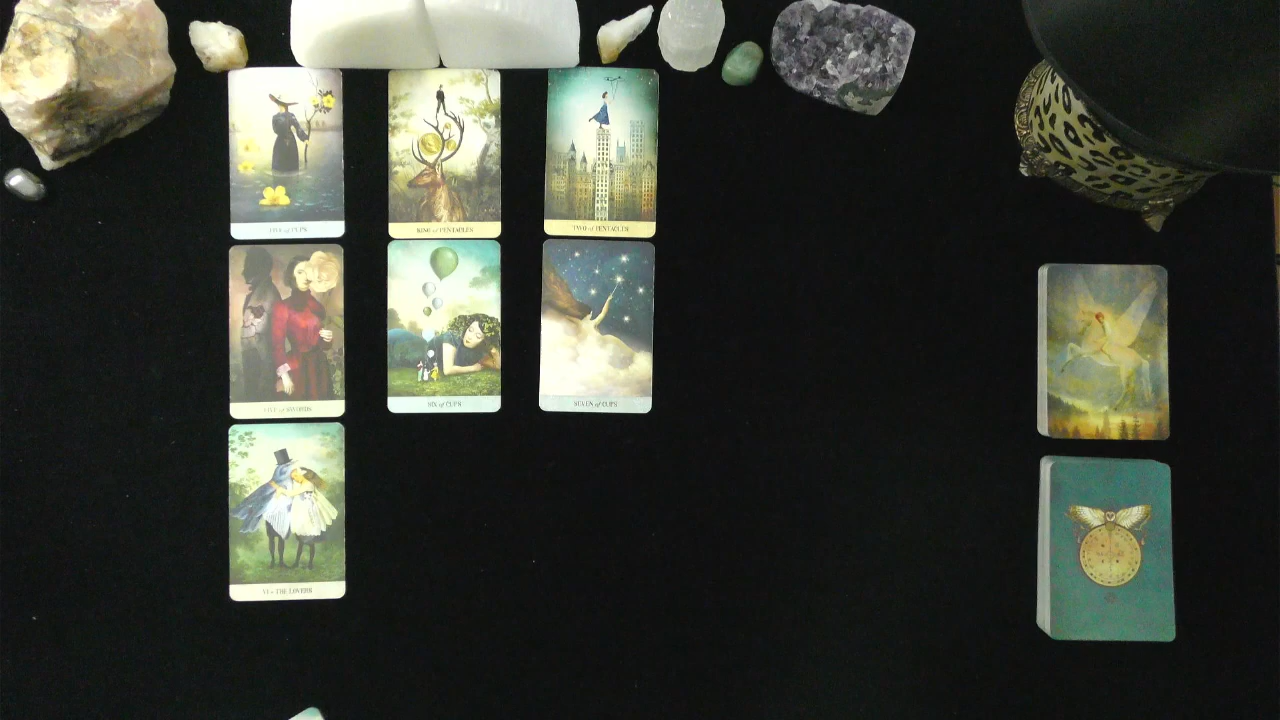 FIVE of CUPS
KING of PENTACLES
TWO of PENTACLES
FIVE of SWORDS
SIX of CUPS
SEVEN of CUPS
VI • THE LOVERS